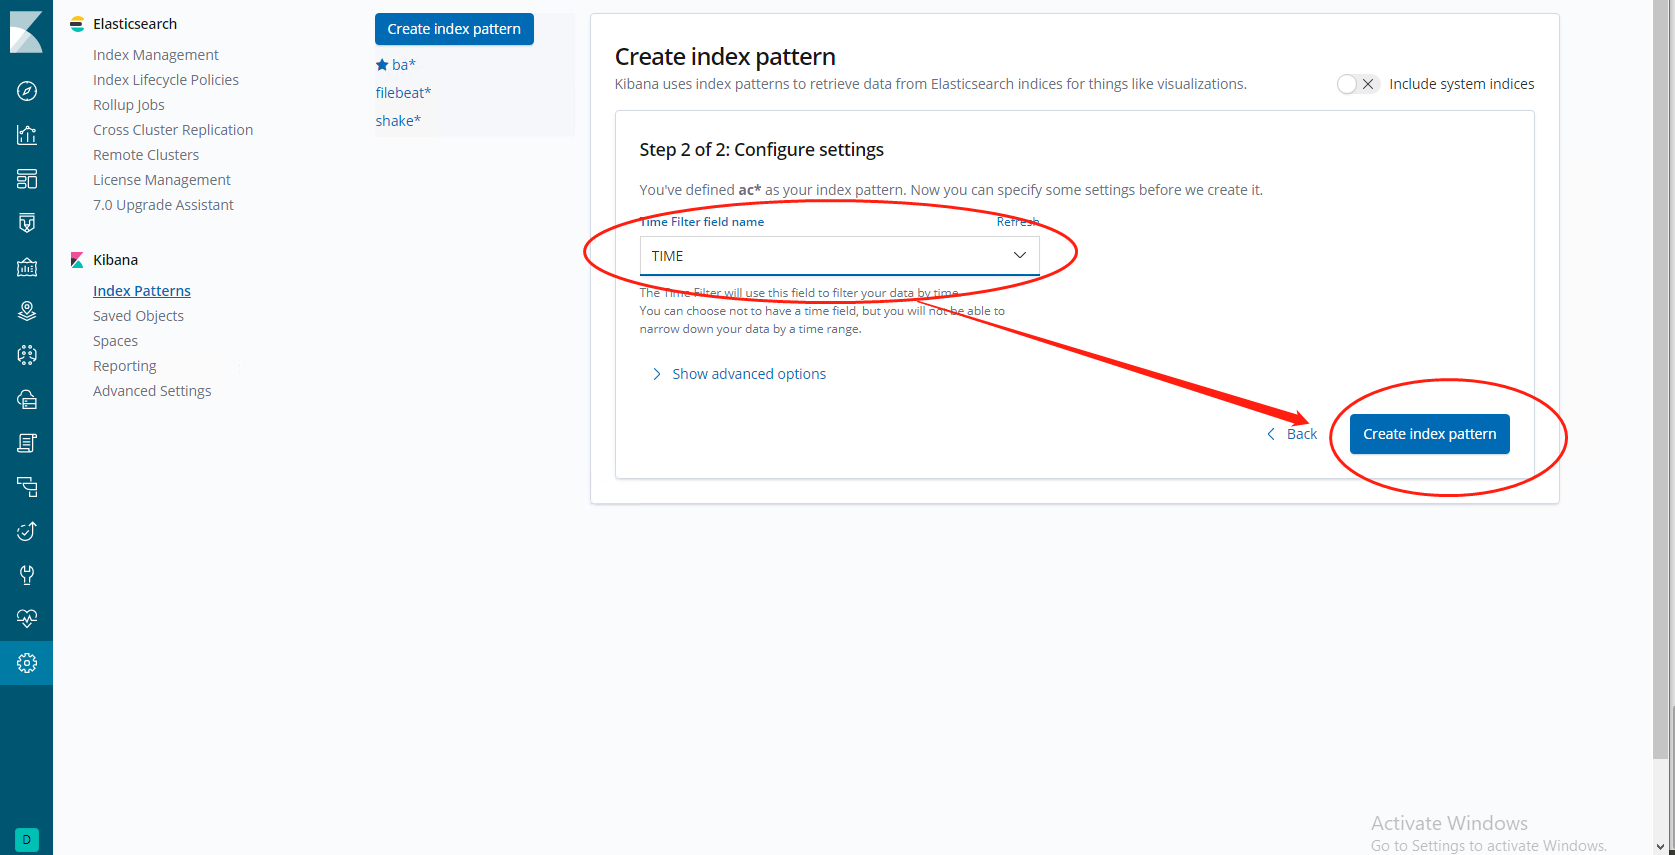 Elasticsearch
Index Management
Index Lifecycle Policies
Rollup Jobs
Cross Cluster Replication
Remote Clusters
License Management
7.0 Upgrade Assistant
Kibana
Index Patterns
Saved Objects
Spaces
Reporting
Advanced Settings
D
Create index pattern
ba*
filebeat*
shake*
Create index pattern
Kibana uses index patterns to retrieve data from Elasticsearch indices for things like visualizations.
Include system indices
Step 2 of 2: Configure settings
You've defined ac* as your index pattern. Now you can specify some settings before we create it.
Time Filter field name
Refresh
TIME
The Time Filter will use this field to filter your data by time.
You can choose not to have a time field, but you will not be able to
narrow down your data by a time range.
Show advanced options
Back
Create index pattern
Activate Windows
Go to Settings to activate Windows.